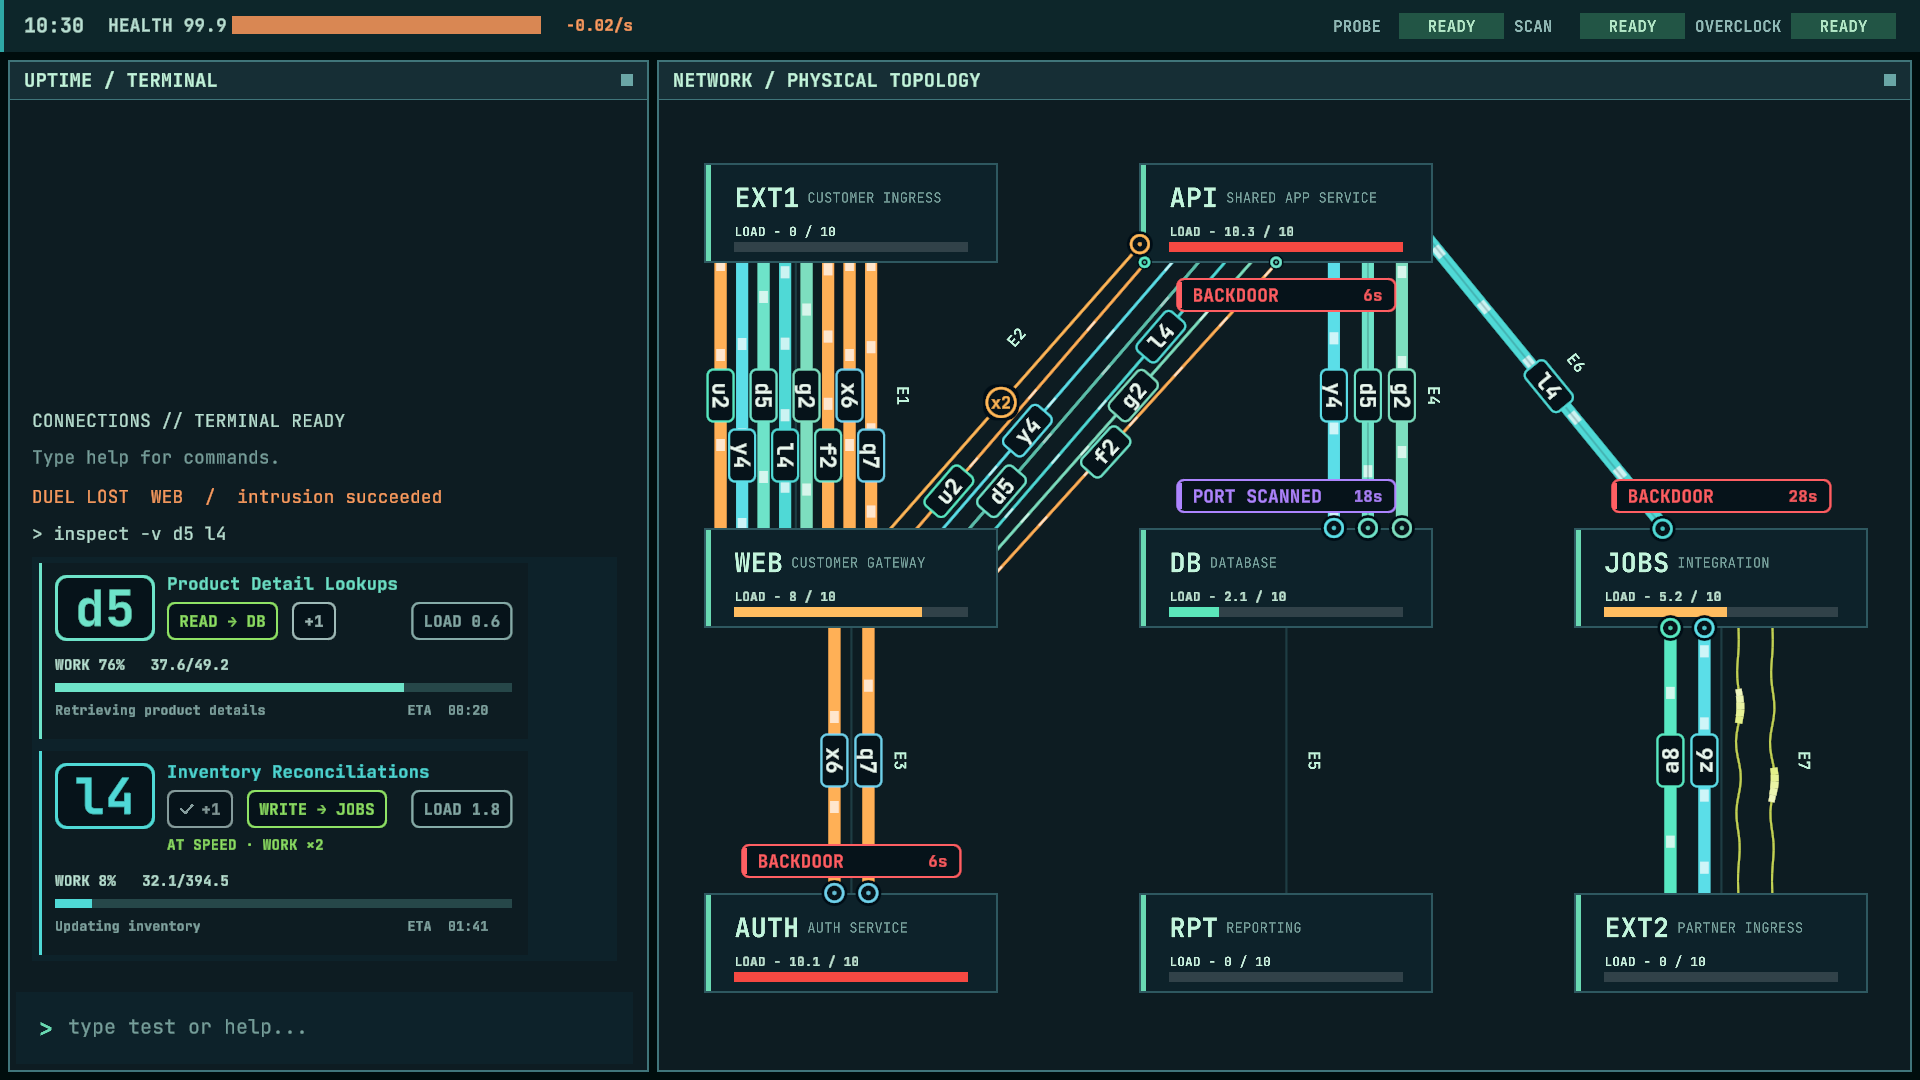 10:30 HEALTH 99.9 -0.02/s PROBE READY SCAN READY OVERCLOCK READY
UPTIME / TERMINAL
CONNECTIONS // TERMINAL READY
Type help for commands.
DUEL LOST WEB / intrusion succeeded
> inspect -v d5 l4
d5 Product Detail Lookups
READ → DB +1 LOAD 0.6
WORK 76% 37.6/49.2
Retrieving product details ETA 00:20
l4 Inventory Reconciliations
✓ +1 WRITE → JOBS LOAD 1.8
AT SPEED · WORK ×2
WORK 8% 32.1/394.5
Updating inventory ETA 01:41
> type test or help...
NETWORK / PHYSICAL TOPOLOGY
EXT1 CUSTOMER INGRESS
LOAD - 0 / 10
API SHARED APP SERVICE
LOAD - 10.3 / 10
BACKDOOR 6s
E2
E6
l4
u2
d5
g2
x6
E1
y4
l4
f2
q7
x2
y4
u2
d5
g2
f2
y4
d5
g2
E4
l4
PORT SCANNED 18s
BACKDOOR 28s
WEB CUSTOMER GATEWAY
LOAD - 8 / 10
DB DATABASE
LOAD - 2.1 / 10
JOBS INTEGRATION
LOAD - 5.2 / 10
x6
q7
E3
E5
a8
9z
E7
BACKDOOR 6s
AUTH AUTH SERVICE
LOAD - 10.1 / 10
RPT REPORTING
LOAD - 0 / 10
EXT2 PARTNER INGRESS
LOAD - 0 / 10